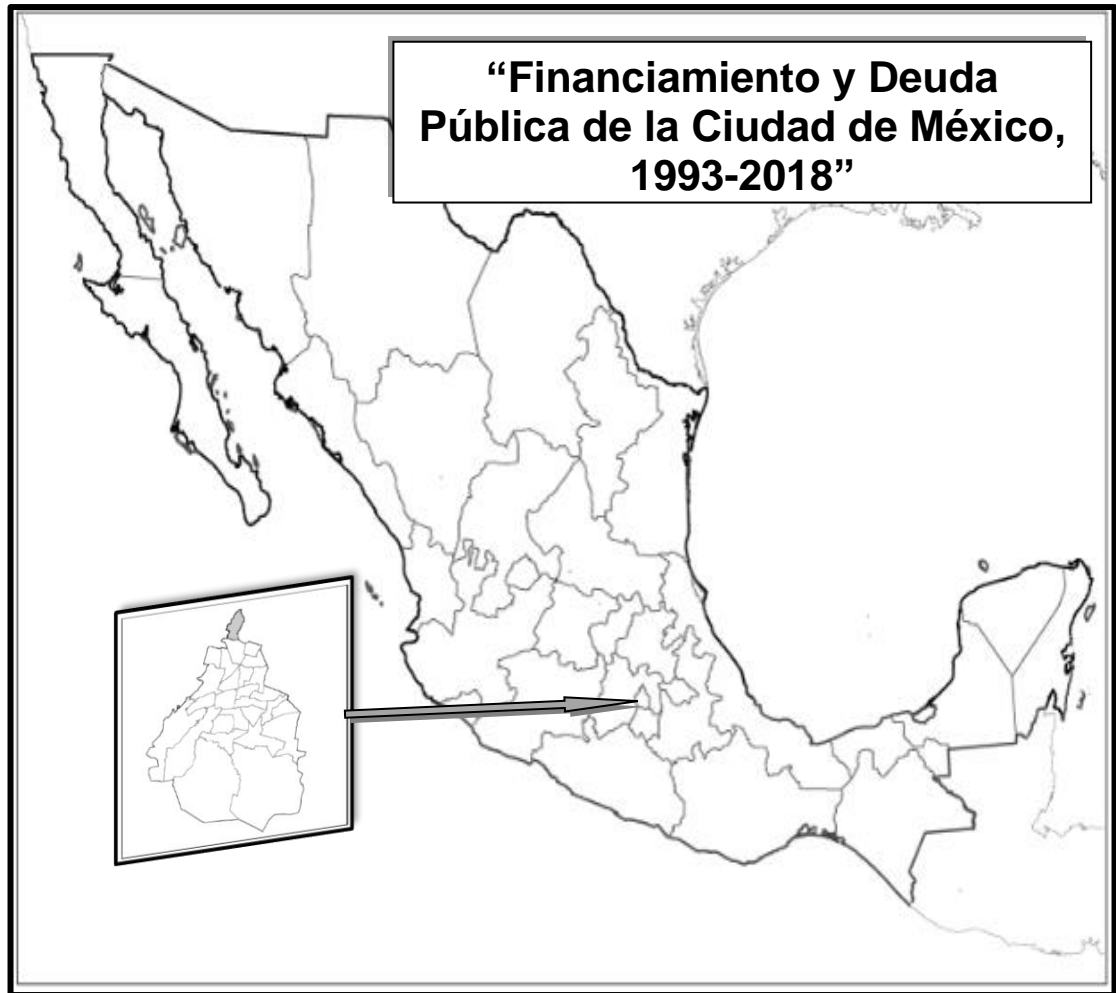 “Financiamiento y Deuda
Pública de la Ciudad de México,
1993-2018”